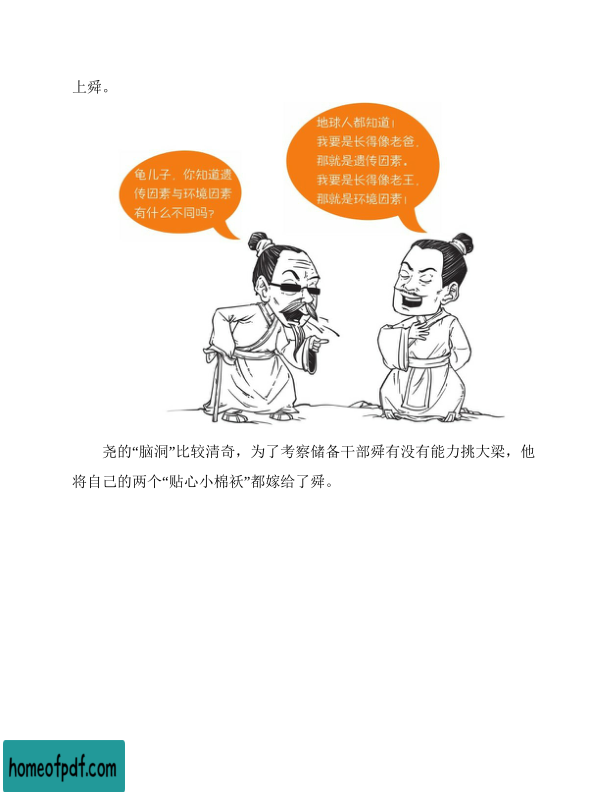 上舜。
地球人都知道！
我要是长得像老爸，
那就是遗传因素。
我要是长得像老王，
那就是环境因素！
龟儿子，你知道遗
传因素与环境因素
有什么不同吗？
尧的“脑洞”比较清奇，为了考察储备干部舜有没有能力挑大梁，他
将自己的两个“贴心小棉袄”都嫁给了舜。
homeofpdf.com